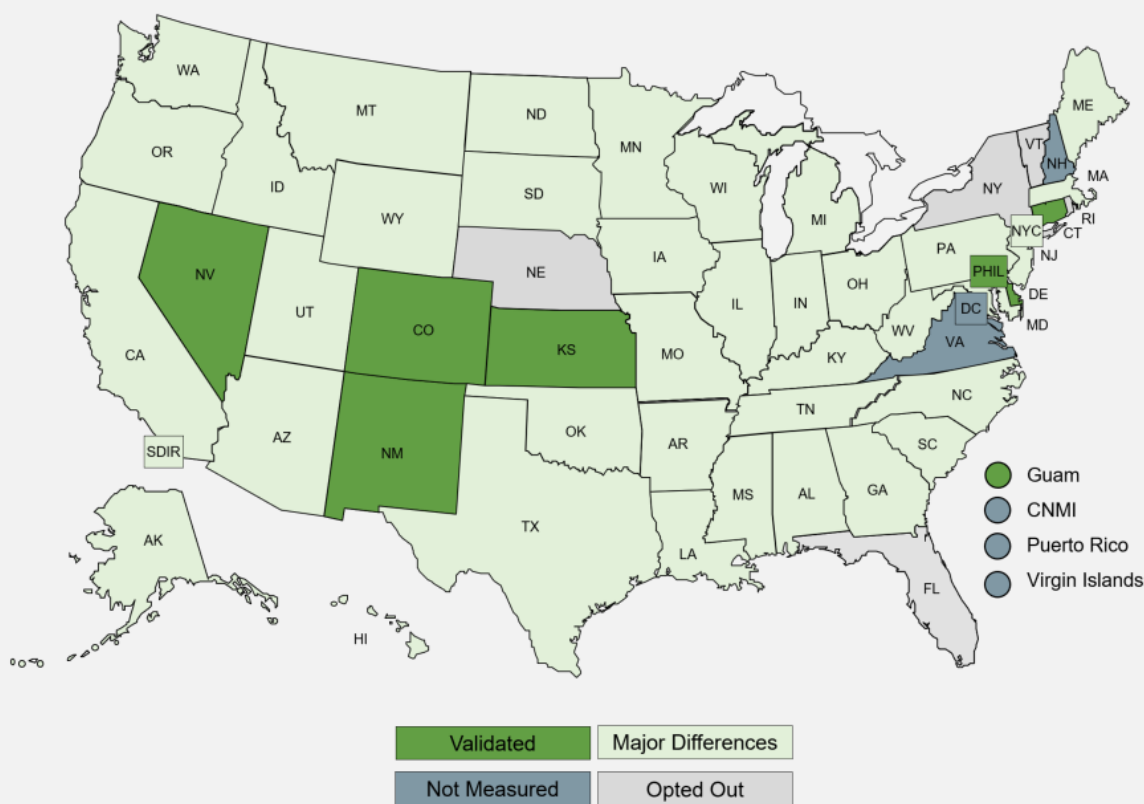 WA
MT
ND
MN
ME
VT
NH
OR
ID
SD
WI
NY
MA
MI
WY
RI
CT
NYC
NJ
IA
PA
NE
PHIL
NV
OH
DE
UT
IL
IN
DC
MD
CO
WV
KS
VA
CA
MO
KY
NC
TN
AZ
OK
SDIR
NM
AR
SC
MS
AL
GA
TX
LA
AK
FL
HI
Guam
CNMI
Puerto Rico
Virgin Islands
Validated
Major Differences
Not Measured
Opted Out